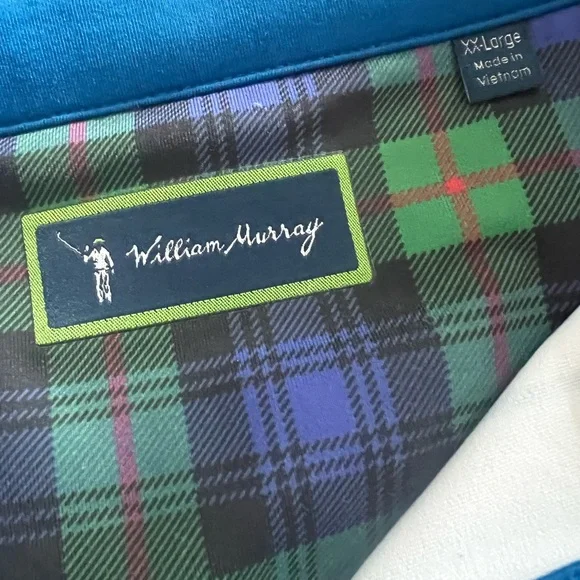 XX-Large
Made in
Vietnam
William Murray